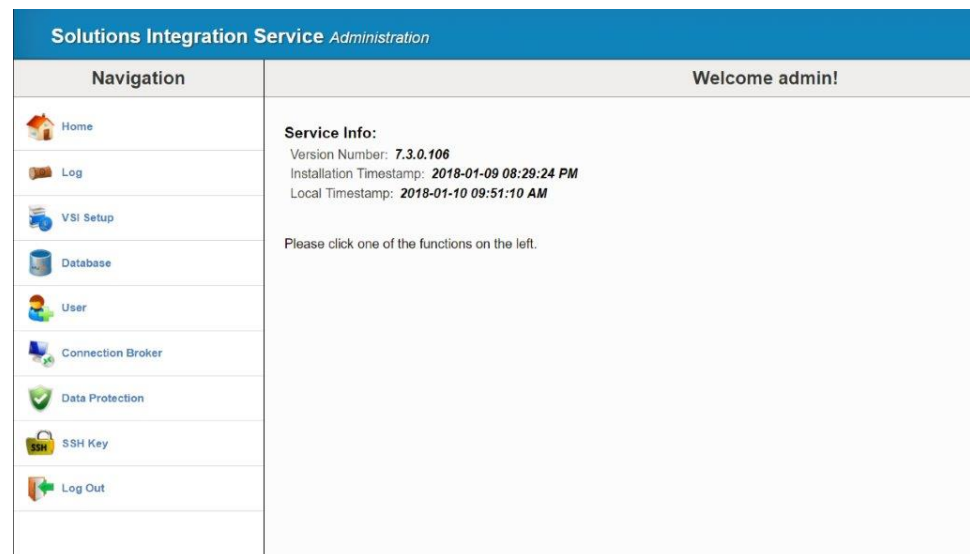 Solutions Integration Service Administration
Navigation
Welcome admin!
Home
Log
VSI Setup
Database
User
Connection Broker
Data Protection
SSH
SSH Key
Log Out
Service Info:
Version Number: 7.3.0.106
Installation Timestamp: 2018-01-09 08:29:24 PM
Local Timestamp: 2018-01-10 09:51:10 AM
Please click one of the functions on the left.